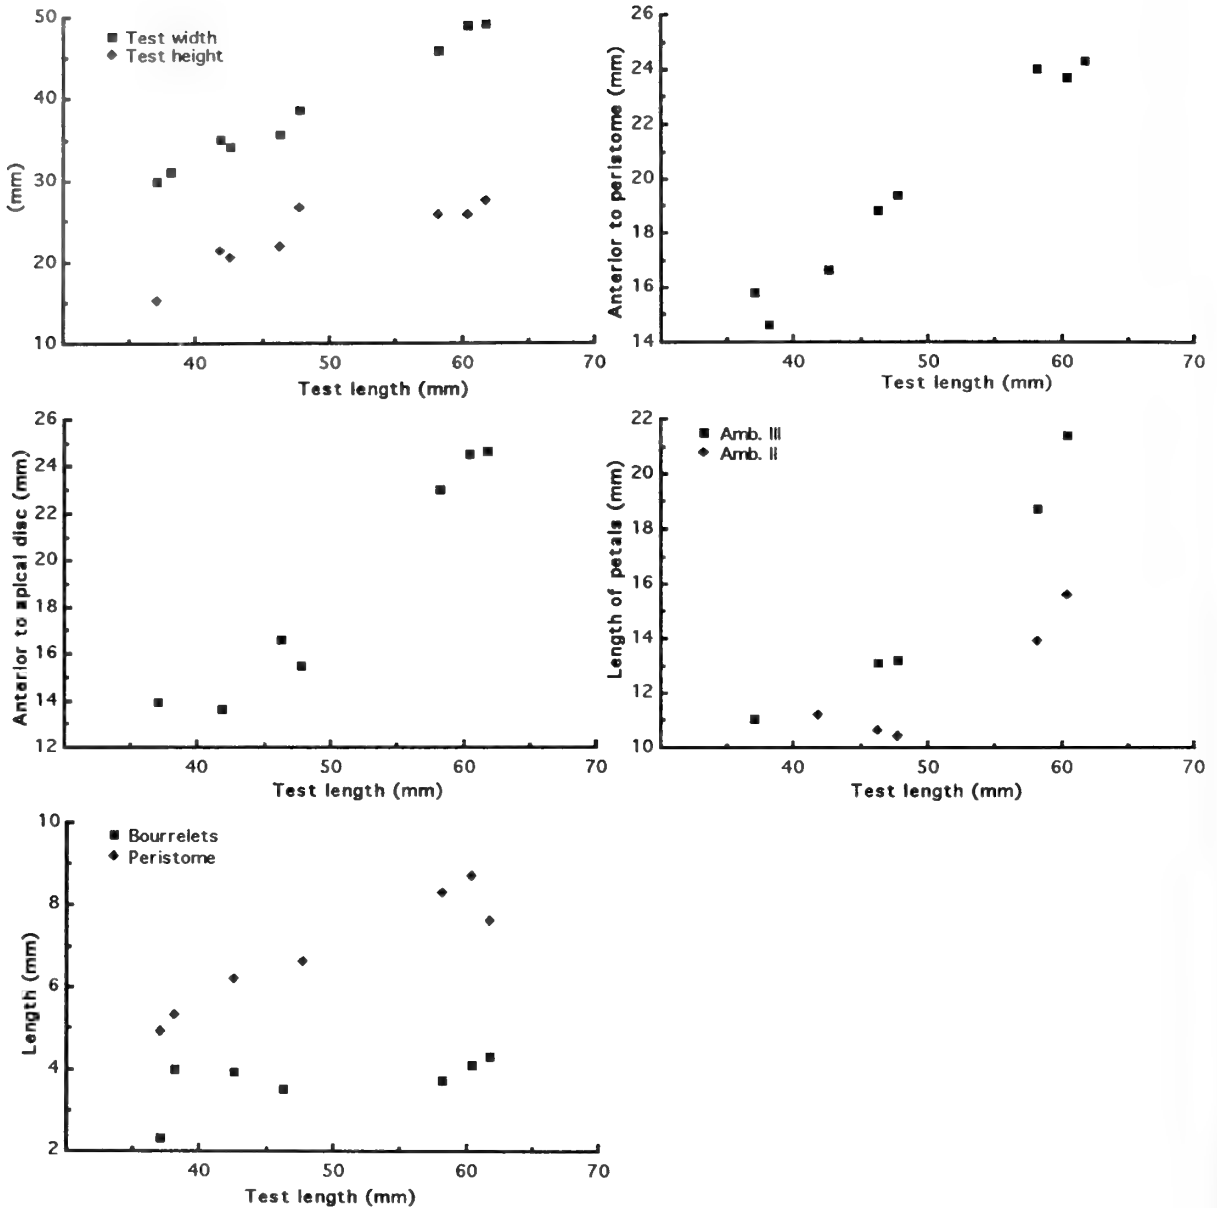 50
40
30
20
10
(mm)
Test width
Test height
40 50 60 70
Test length (mm)
26
24
22
20
18
16
14
Anterior to peristome (mm)
40 50 60 70
Test length (mm)
26
24
22
20
18
16
14
12
Anterior to apical disc (mm)
40 50 60 70
Test length (mm)
22
20
18
16
14
12
10
Length of petals (mm)
Amb. III
Amb. II
40 50 60 70
Test length (mm)
10
8
6
4
2
Length (mm)
Bourrelets
Peristome
40 50 60 70
Test length (mm)